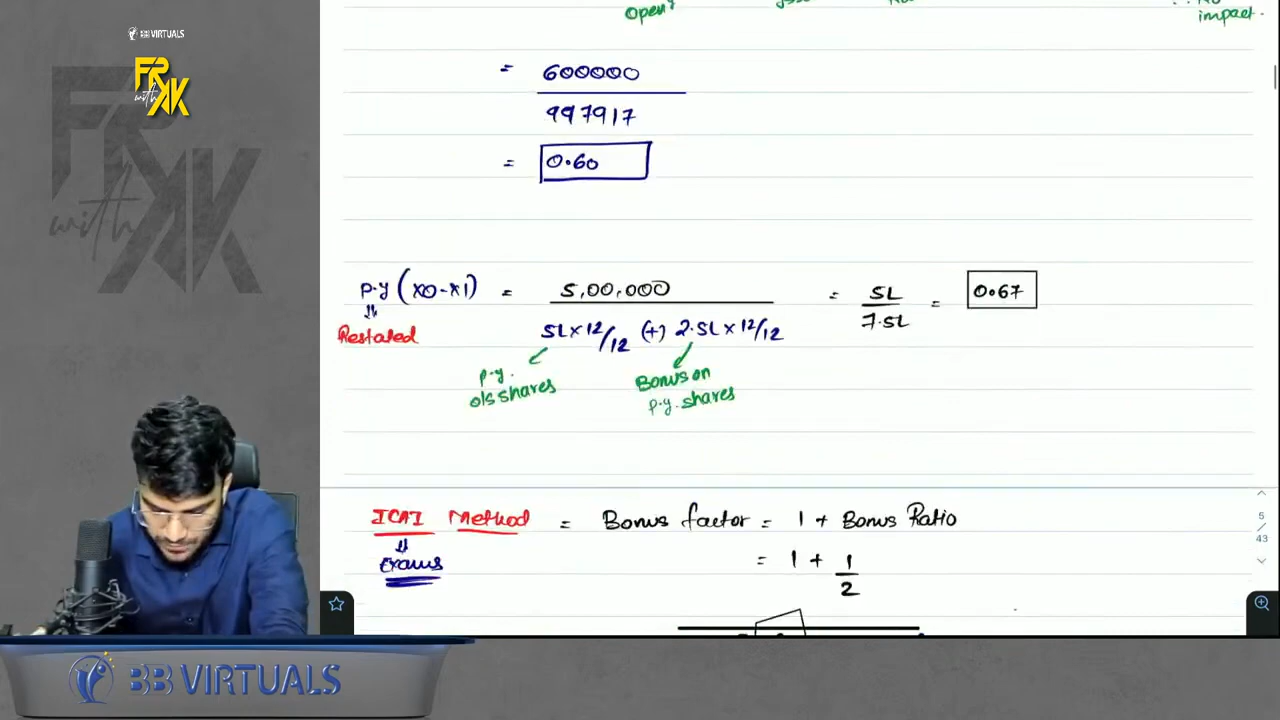 BB VIRTUALS
FR
with
KK
Open?
No
impact.
= 600000
997917
= 0.60
P.y (x0-x1) = 5,00,000 = 5L = 0.67
5L x 12/12 (+) 2.5L x 12/12
7.5L
Restated
p.y.
o/s shares
Bonus on
p.y. shares
ICAI Method = Bonus factor = 1 + Bonus Ratio
Exams
= 1 + 1
2
5
/
43
BB VIRTUALS